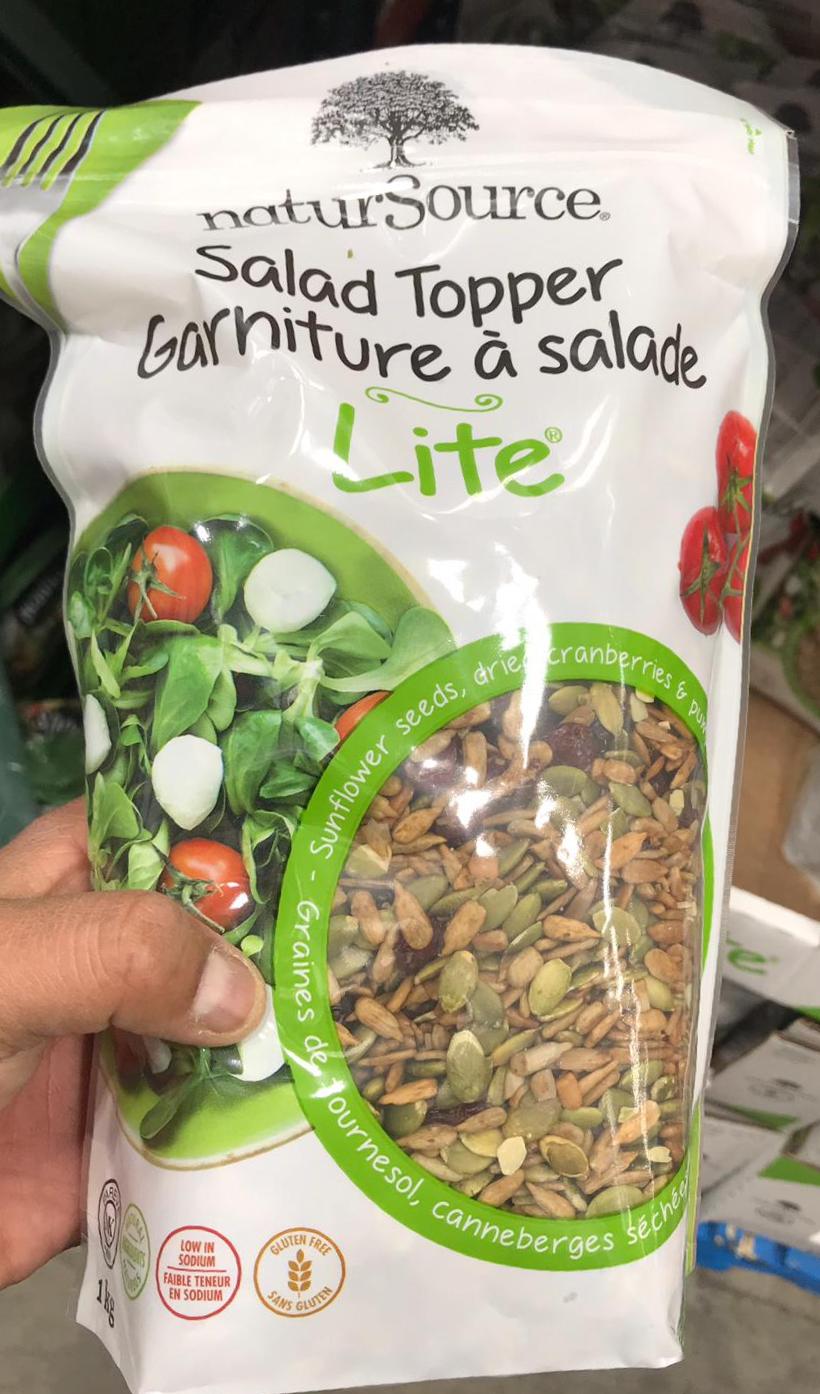 naturSource®
Salad Topper
Garniture à salade
Lite®
Sunflower seeds, dried cranberries &
- Graines de tournesol, canneberges séchées
LOW IN
SODIUM
FAIBLE TENEUR
EN SODIUM
GLUTEN FREE
SANS GLUTEN
1 kg